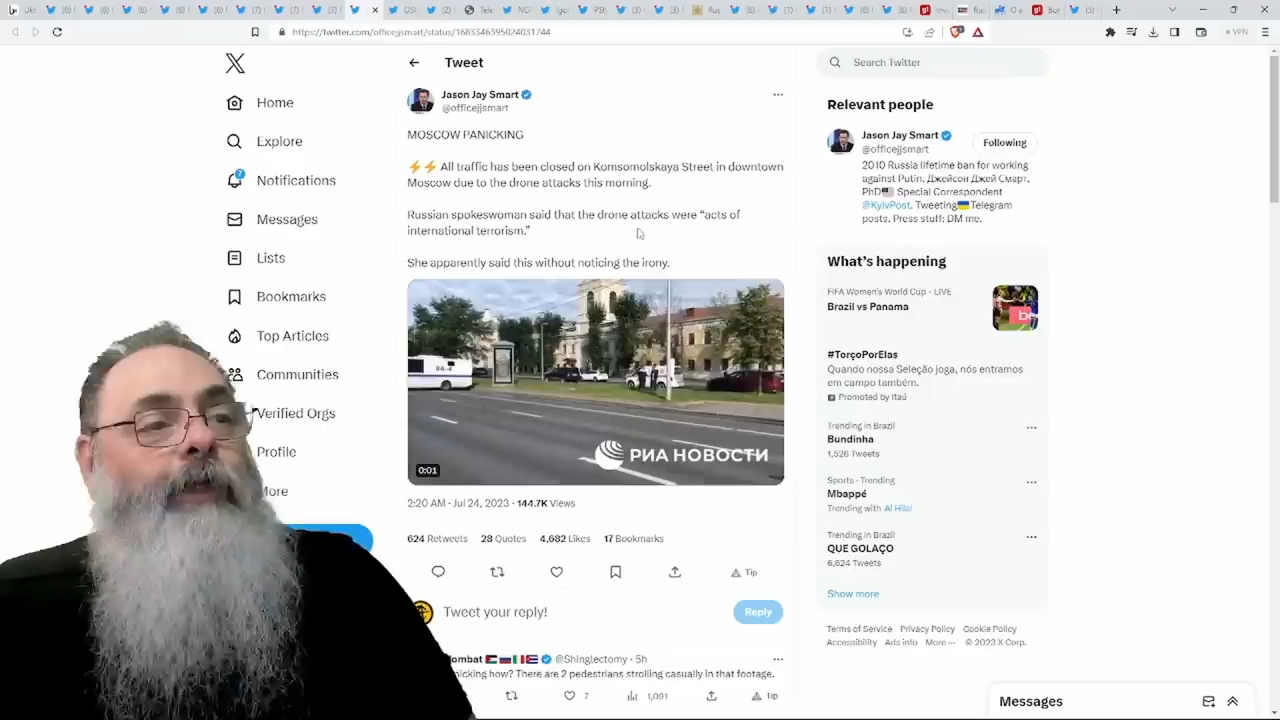 https://twitter.com/officejjsmart/status/1683346395024031744
VPN
Home
Explore
Notifications
7
Messages
Lists
Bookmarks
Top Articles
Communities
Verified Orgs
Profile
More
Tweet
Jason Jay Smart
@officejjsmart
MOSCOW PANICKING
⚡⚡ All traffic has been closed on Komsomolskaya Street in downtown
Moscow due to the drone attacks this morning.
Russian spokeswoman said that the drone attacks were “acts of
international terrorism.”
She apparently said this without noticing the irony.
РИА НОВОСТИ
0:01
2:20 AM · Jul 24, 2023 · 144.7K Views
624 Retweets 28 Quotes 4,682 Likes 17 Bookmarks
Tip
Tweet your reply!
Reply
@Shinglectomy · 5h
how? There are 2 pedestrians strolling casually in that footage.
7 1,091 Tip
Search Twitter
Relevant people
Jason Jay Smart
@officejjsmart
Following
2010 Russia lifetime ban for working
against Putin. Джейсон Джей Смарт,
PhD Special Correspondent
@KyivPost. Tweeting🇺🇦Telegram
posts. Press stuff: DM me.
What’s happening
FIFA Women's World Cup · LIVE
Brazil vs Panama
#TorçoPorElas
Quando nossa Seleção joga, nós entramos
em campo também.
Promoted by Itaú
Trending in Brazil
Bundinha
1,526 Tweets
Sports · Trending
Mbappé
Trending with Al Hilal
Trending in Brazil
QUE GOLAÇO
6,624 Tweets
Show more
Terms of Service Privacy Policy Cookie Policy
Accessibility Ads info More ··· © 2023 X Corp.
Messages